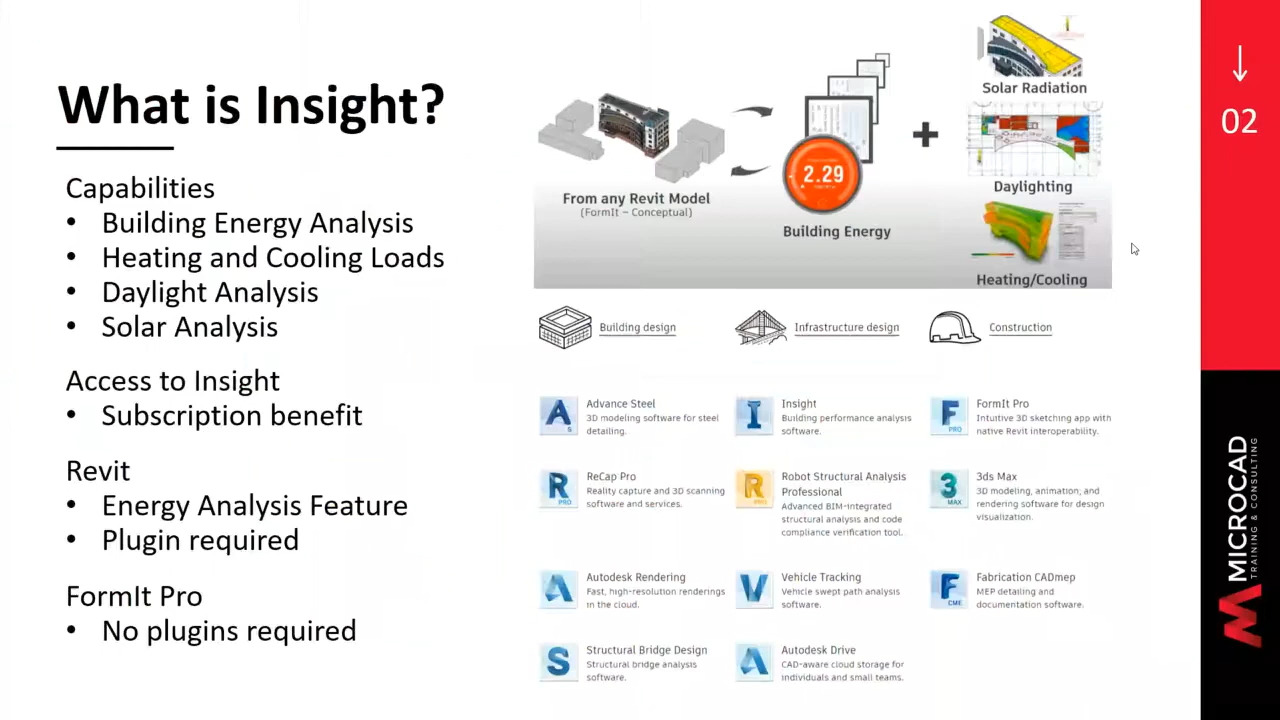 What is Insight?
Capabilities
• Building Energy Analysis
• Heating and Cooling Loads
• Daylight Analysis
• Solar Analysis
Access to Insight
• Subscription benefit
Revit
• Energy Analysis Feature
• Plugin required
FormIt Pro
• No plugins required
From any Revit Model
(FormIt – Conceptual)
2.29
Building Energy
+
Solar Radiation
Daylighting
Heating/Cooling
Building design
Infrastructure design
Construction
A
S
Advance Steel
3D modeling software for steel
detailing.
I
Insight
Building performance analysis
software.
F
PRO
FormIt Pro
Intuitive 3D sketching app with
native Revit interoperability.
R
PRO
ReCap Pro
Reality capture and 3D scanning
software and services.
R
PRO
Robot Structural Analysis
Professional
Advanced BIM-integrated
structural analysis and code
compliance verification tool.
3
MAX
3ds Max
3D modeling, animation, and
rendering software for design
visualization.
A
Autodesk Rendering
Fast, high-resolution renderings
in the cloud.
V
Vehicle Tracking
Vehicle swept path analysis
software.
F
CME
Fabrication CADmep
MEP detailing and
documentation software.
S
Structural Bridge Design
Structural bridge analysis
software.
A
Autodesk Drive
CAD-aware cloud storage for
individuals and small teams.
02
MICROCAD
TRAINING & CONSULTING